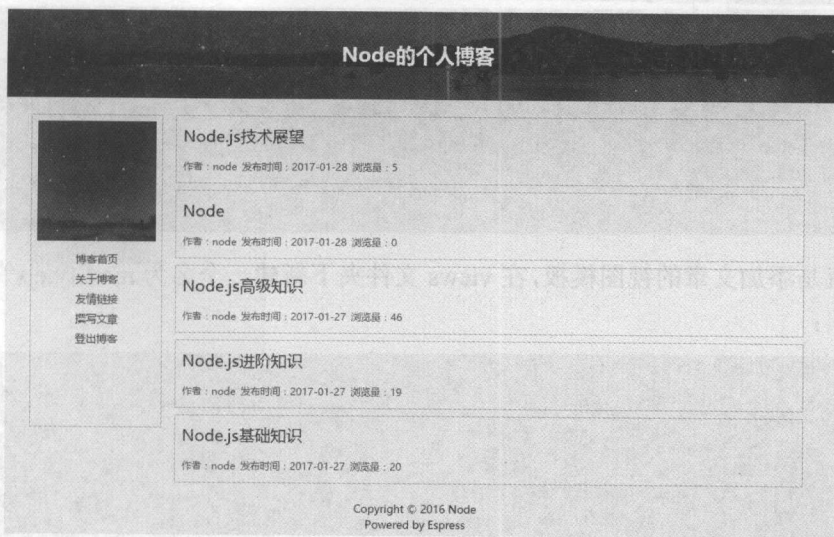 Node的个人博客
博客首页
关于博客
友情链接
撰写文章
登出博客
Node.js技术展望
作者：node 发布时间：2017-01-28 浏览量：5
Node
作者：node 发布时间：2017-01-28 浏览量：0
Node.js高级知识
作者：node 发布时间：2017-01-27 浏览量：46
Node.js进阶知识
作者：node 发布时间：2017-01-27 浏览量：19
Node.js基础知识
作者：node 发布时间：2017-01-27 浏览量：20
Copyright © 2016 Node
Powered by Express